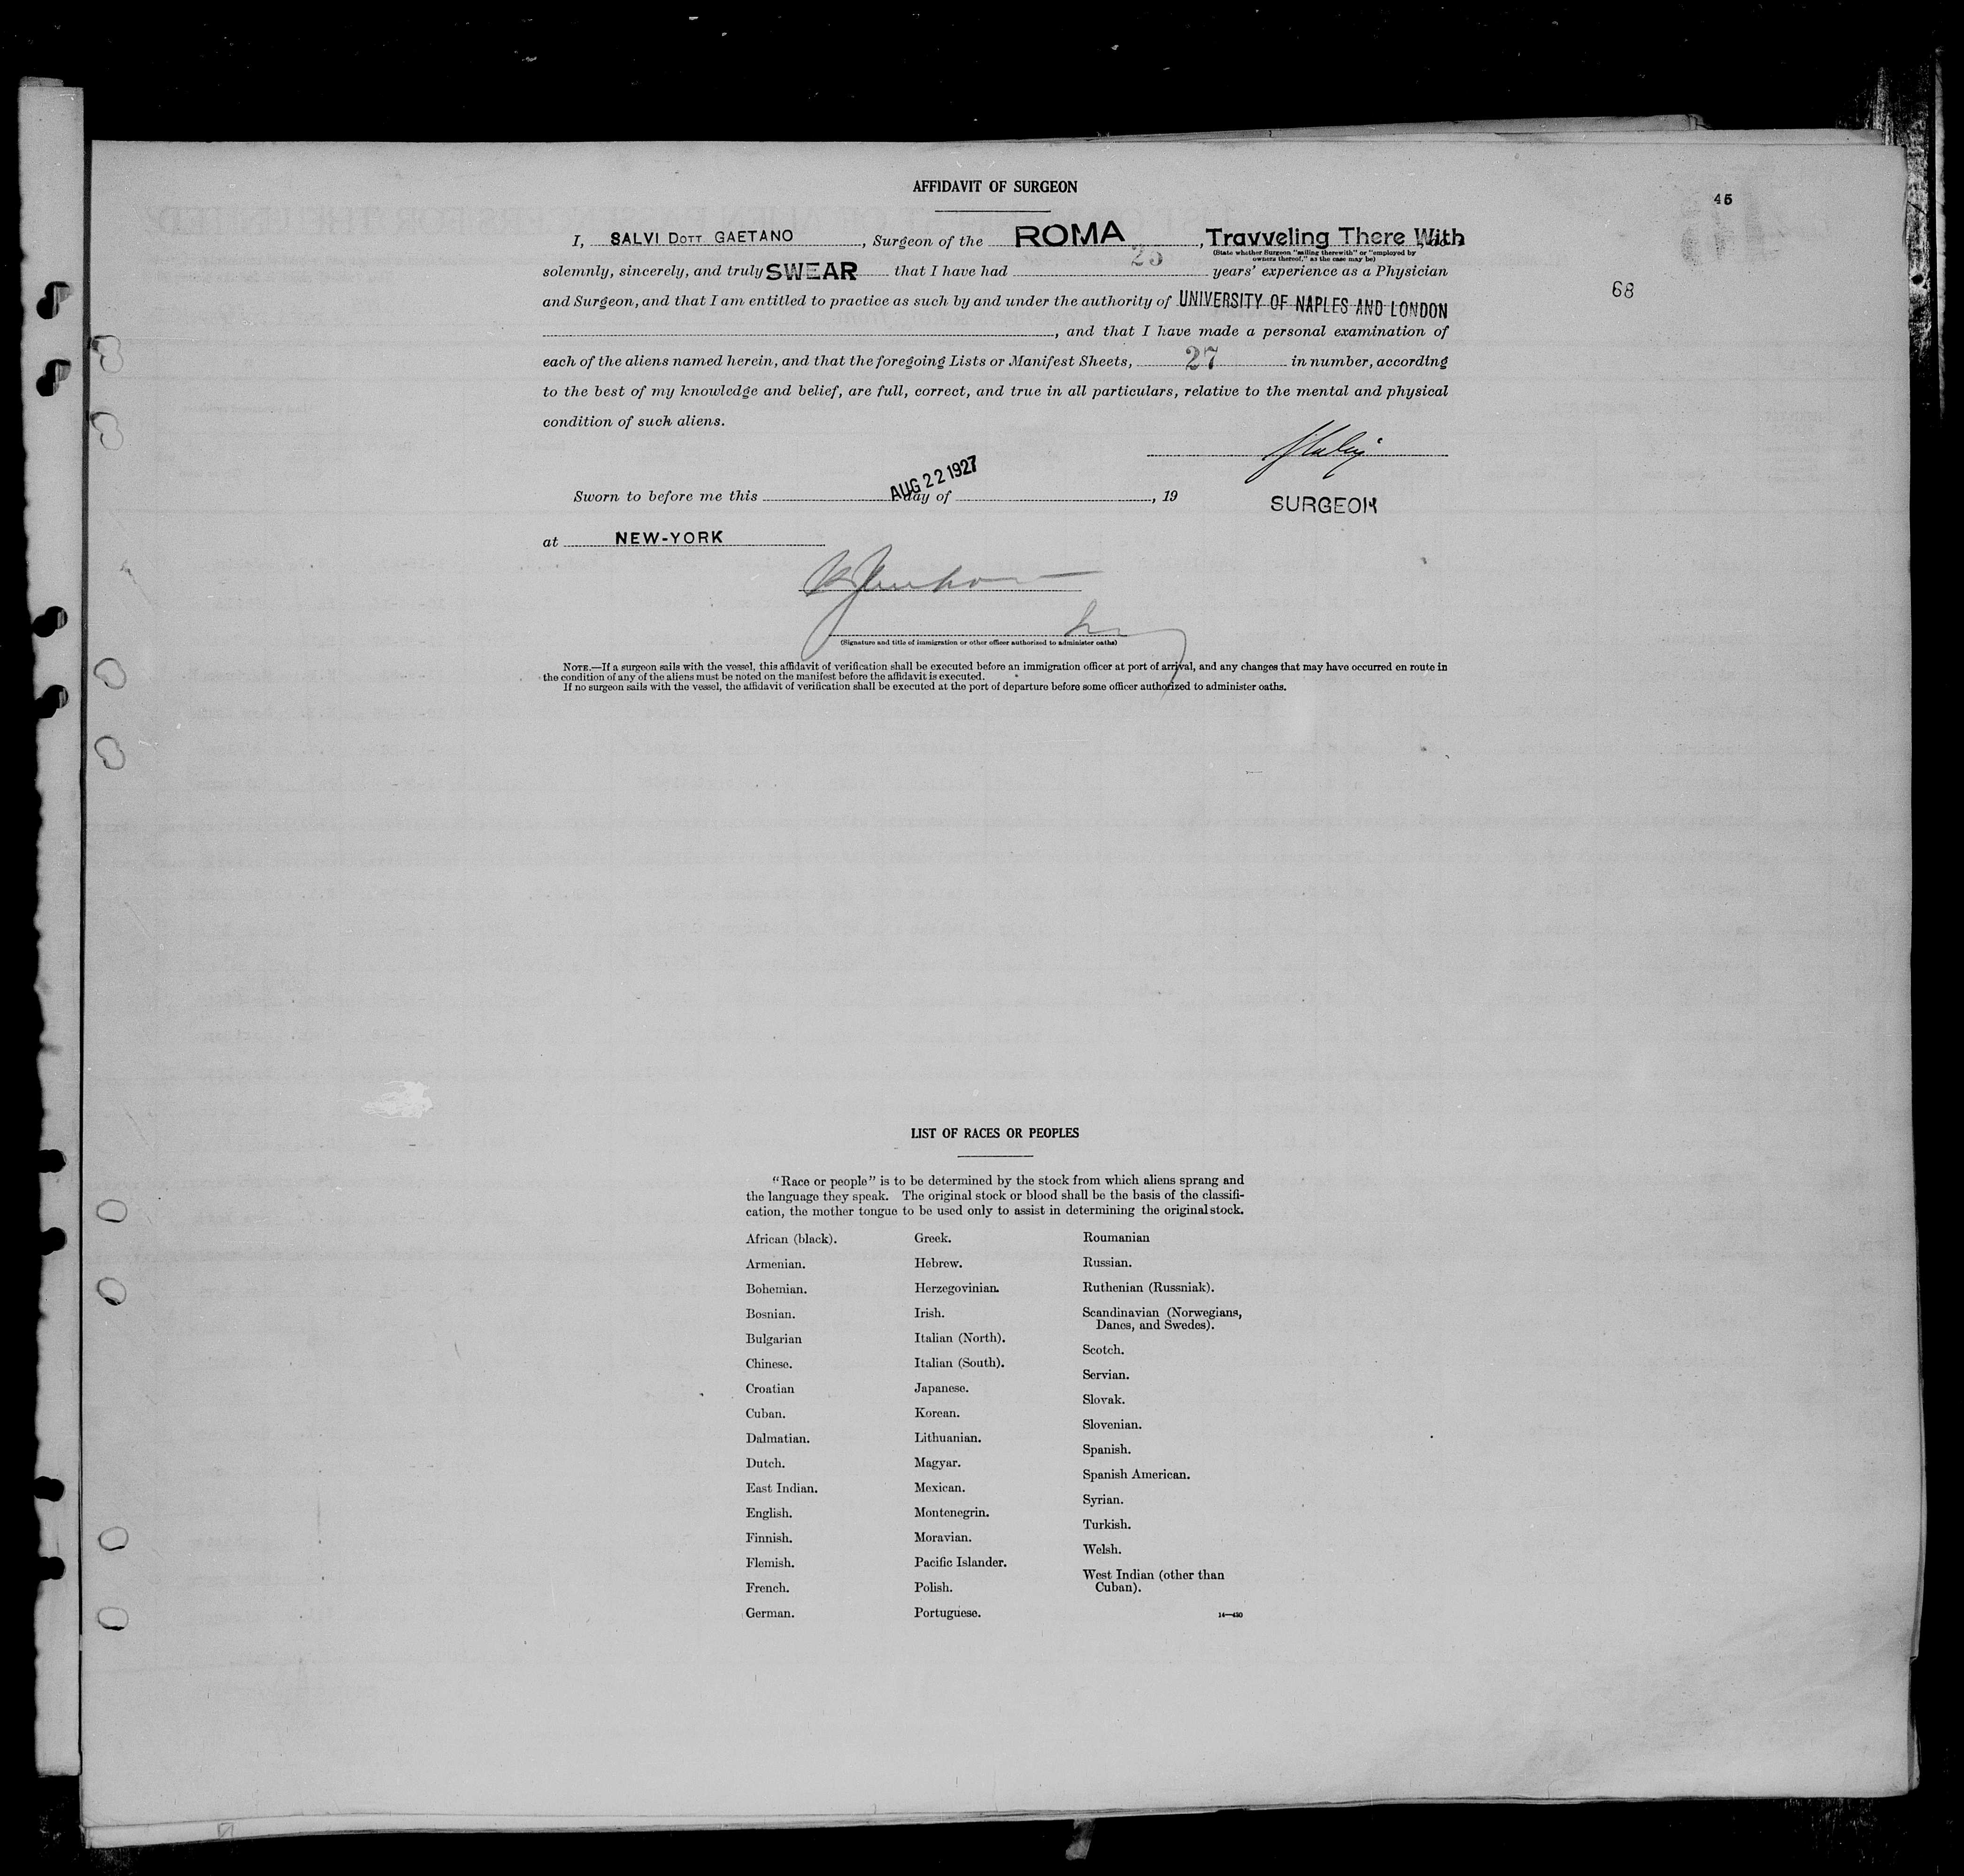 AFFIDAVIT OF SURGEON
45
I, SALVI DOTT GAETANO, Surgeon of the ROMA, Travveling There With
(State whether Surgeon "sailing therewith" or "employed by
owners thereof," as the case may be)
solemnly, sincerely, and truly SWEAR that I have had 25 years' experience as a Physician
68
and Surgeon, and that I am entitled to practice as such by and under the authority of UNIVERSITY OF NAPLES AND LONDON
, and that I have made a personal examination of
each of the aliens named herein, and that the foregoing Lists or Manifest Sheets, 27 in number, according
to the best of my knowledge and belief, are full, correct, and true in all particulars, relative to the mental and physical
condition of such aliens.
AUG 22 1927
Sworn to before me this day of , 19
SURGEON
at NEW-YORK
(Signature and title of immigration or other officer authorized to administer oaths)
NOTE.—If a surgeon sails with the vessel, this affidavit of verification shall be executed before an immigration officer at port of arrival, and any changes that may have occurred en route in
the condition of any of the aliens must be noted on the manifest before the affidavit is executed.
If no surgeon sails with the vessel, the affidavit of verification shall be executed at the port of departure before some officer authorized to administer oaths.
LIST OF RACES OR PEOPLES
"Race or people" is to be determined by the stock from which aliens sprang and
the language they speak. The original stock or blood shall be the basis of the classifi-
cation, the mother tongue to be used only to assist in determining the original stock.
African (black).
Armenian.
Bohemian.
Bosnian.
Bulgarian
Chinese.
Croatian
Cuban.
Dalmatian.
Dutch.
East Indian.
English.
Finnish.
Flemish.
French.
German.
Greek.
Hebrew.
Herzegovinian.
Irish.
Italian (North).
Italian (South).
Japanese.
Korean.
Lithuanian.
Magyar.
Mexican.
Montenegrin.
Moravian.
Pacific Islander.
Polish.
Portuguese.
Roumanian
Russian.
Ruthenian (Russniak).
Scandinavian (Norwegians,
Danes, and Swedes).
Scotch.
Servian.
Slovak.
Slovenian.
Spanish.
Spanish American.
Syrian.
Turkish.
Welsh.
West Indian (other than
Cuban).
14—430